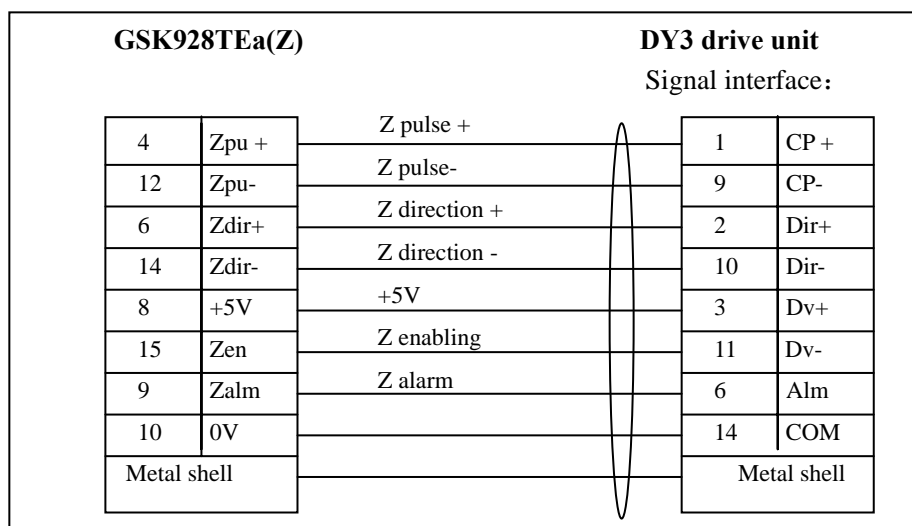 GSK928TEa(Z) DY3 drive unit
Signal interface：
4 Zpu + Z pulse + 1 CP +
12 Zpu- Z pulse- 9 CP-
6 Zdir+ Z direction + 2 Dir+
14 Zdir- Z direction - 10 Dir-
8 +5V +5V 3 Dv+
15 Zen Z enabling 11 Dv-
9 Zalm Z alarm 6 Alm
10 0V 14 COM
Metal shell Metal shell